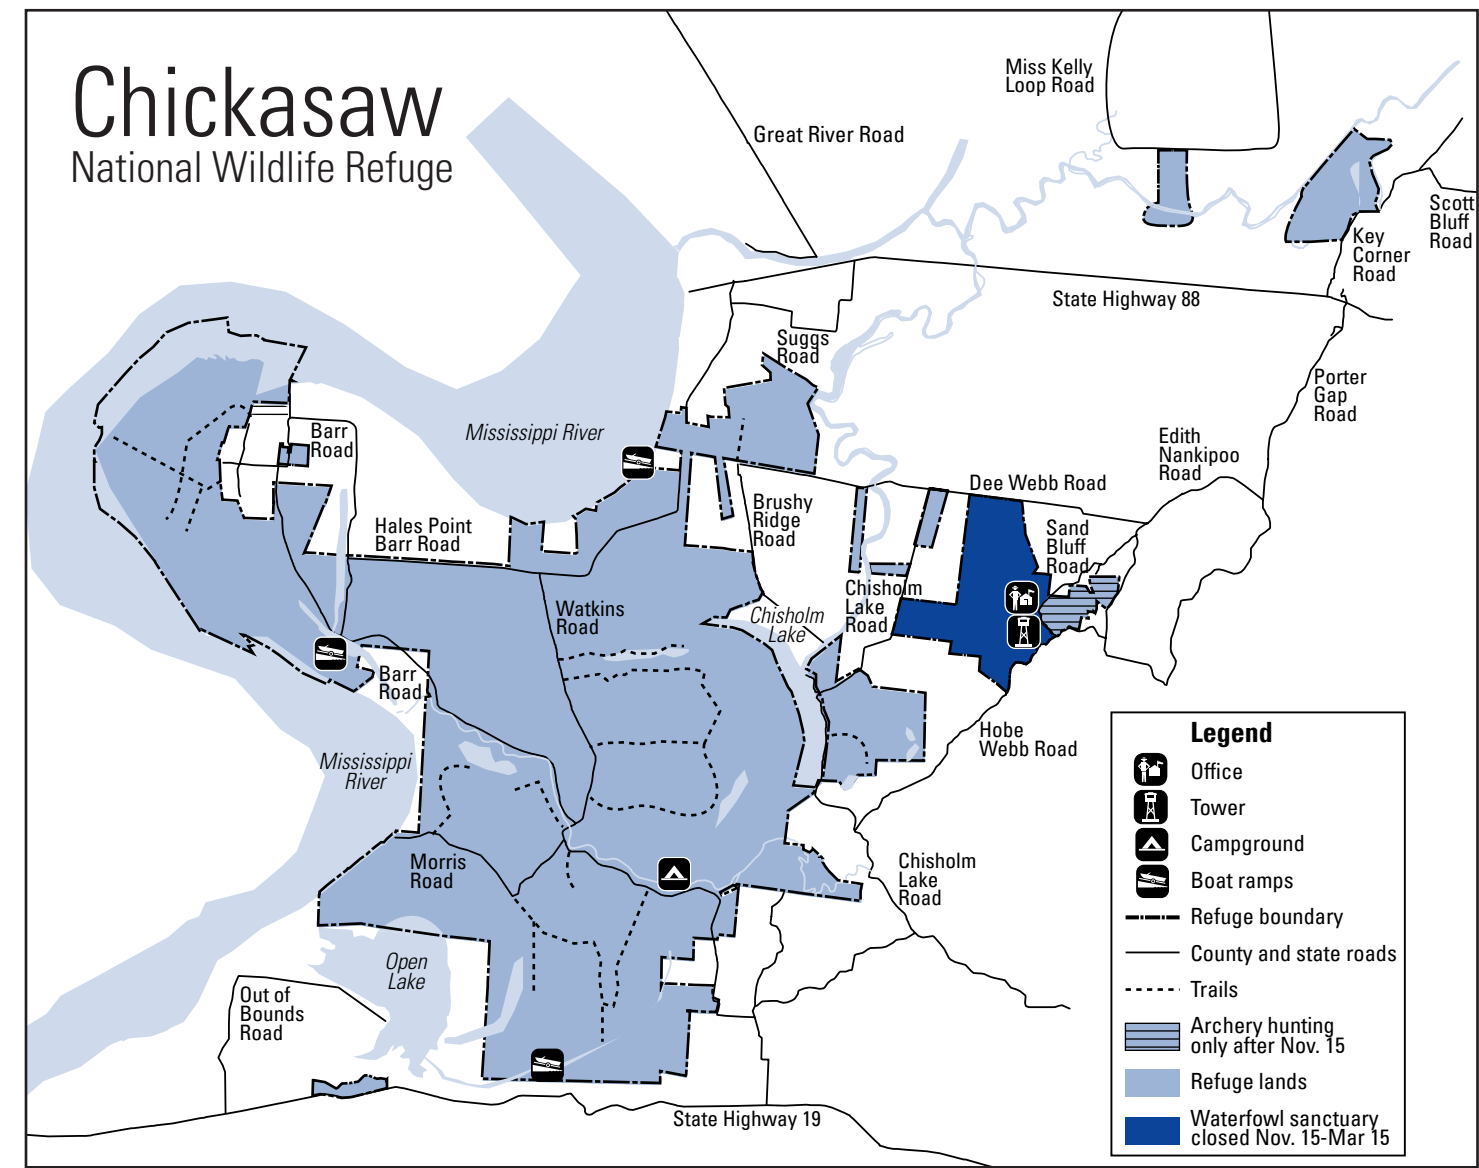 Chickasaw
National Wildlife Refuge
Miss Kelly
Loop Road
Great River Road
Scott
Bluff
Road
Key
Corner
Road
State Highway 88
Suggs
Road
Porter
Gap
Road
Mississippi River
Barr
Road
Edith
Nankipoo
Road
Dee Webb Road
Brushy
Ridge
Road
Hales Point
Barr Road
Sand
Bluff
Road
Chisholm
Lake
Road
Watkins
Road
Chisholm
Lake
Barr
Road
Hobe
Webb Road
Mississippi
River
Morris
Road
Chisholm
Lake
Road
Open
Lake
Out of
Bounds
Road
State Highway 19
Legend
Office
Tower
Campground
Boat ramps
Refuge boundary
County and state roads
Trails
Archery hunting
only after Nov. 15
Refuge lands
Waterfowl sanctuary
closed Nov. 15-Mar 15